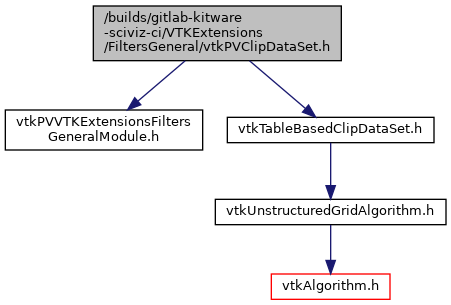 /builds/gitlab-kitware
-sciviz-ci/VTKExtensions
/FiltersGeneral/vtkPVClipDataSet.h
vtkPVVTKExtensionsFilters
GeneralModule.h
vtkTableBasedClipDataSet.h
vtkUnstructuredGridAlgorithm.h
vtkAlgorithm.h